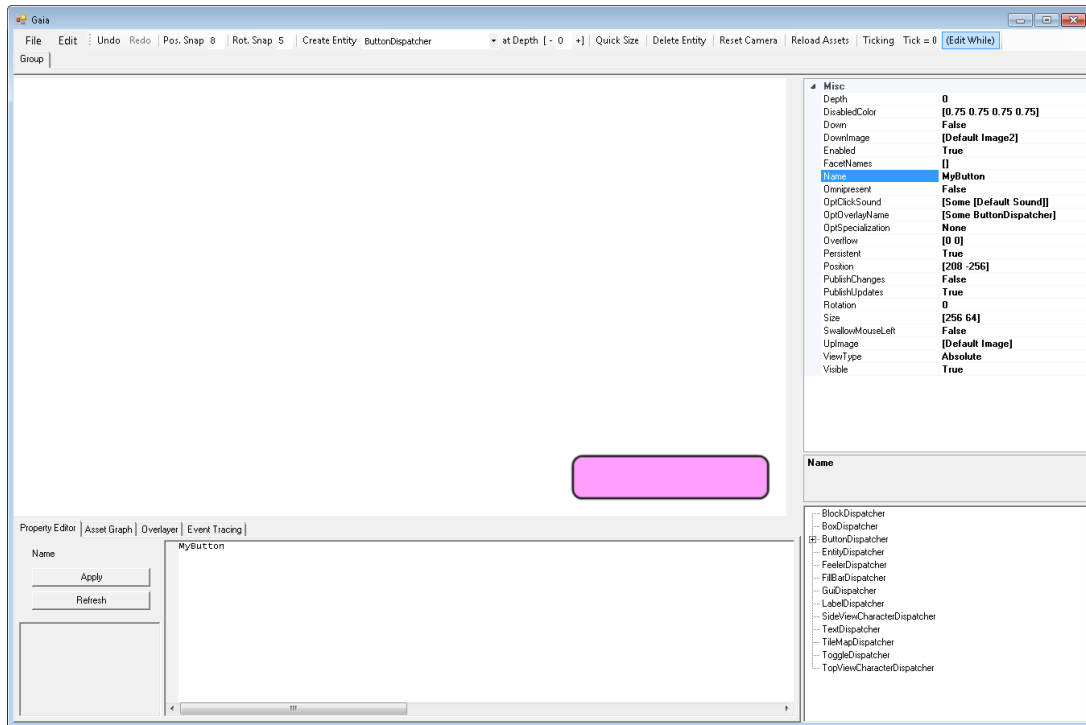 Gaia
File Edit Undo Redo Pos. Snap 8 Rot. Snap 5 Create Entity ButtonDispatcher at Depth [ - 0 +] Quick Size Delete Entity Reset Camera Reload Assets Ticking Tick = 0 (Edit While)
Group
Misc
Depth 0
DisabledColor [0.75 0.75 0.75 0.75]
Down False
DownImage [Default Image2]
Enabled True
FacetNames []
Name MyButton
Omnipresent False
OptClickSound [Some [Default Sound]]
OptOverlayName [Some ButtonDispatcher]
OptSpecialization None
Overflow [0 0]
Persistent True
Position [208 -256]
PublishChanges False
PublishUpdates True
Rotation 0
Size [256 64]
SwallowMouseLeft False
UpImage [Default Image]
ViewType Absolute
Visible True
Name
Property Editor Asset Graph Overlayer Event Tracing
Name
Apply
Refresh
MyButton
BlockDispatcher
BoxDispatcher
ButtonDispatcher
EntityDispatcher
FeelerDispatcher
FillBarDispatcher
GuiDispatcher
LabelDispatcher
SideViewCharacterDispatcher
TextDispatcher
TileMapDispatcher
ToggleDispatcher
TopViewCharacterDispatcher